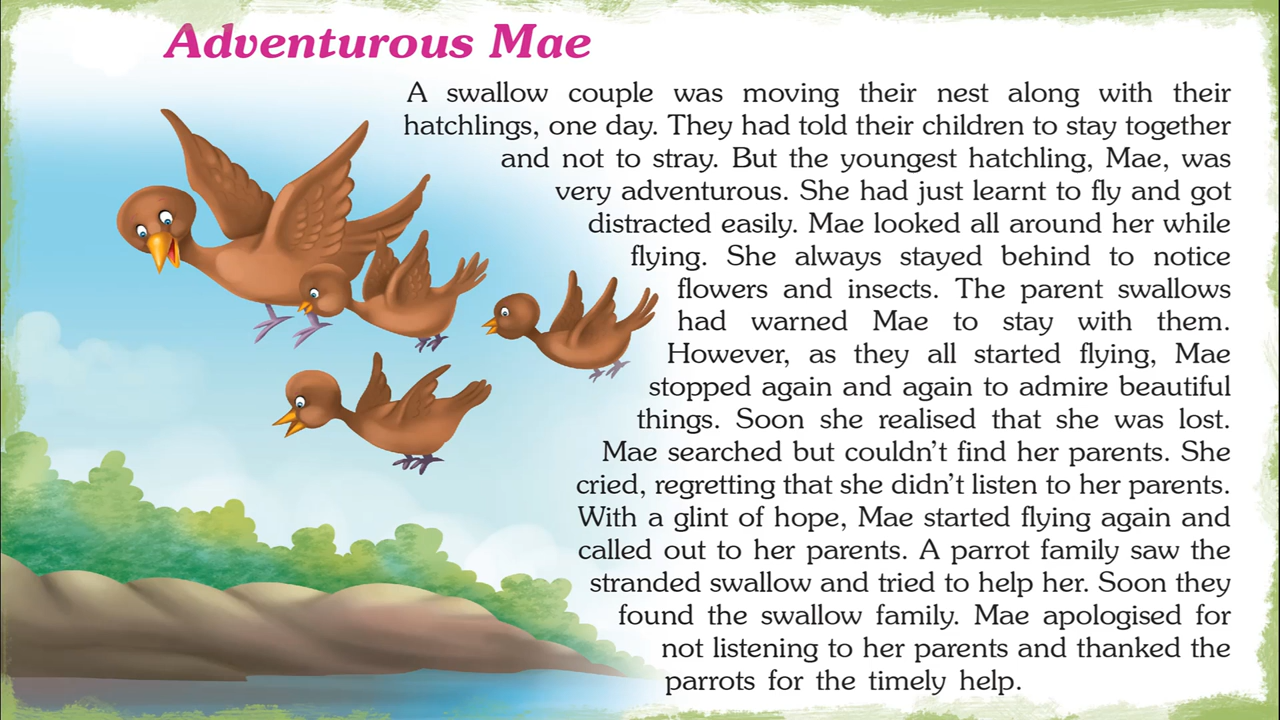 Adventurous Mae
A swallow couple was moving their nest along with their
hatchlings, one day. They had told their children to stay together
and not to stray. But the youngest hatchling, Mae, was
very adventurous. She had just learnt to fly and got
distracted easily. Mae looked all around her while
flying. She always stayed behind to notice
flowers and insects. The parent swallows
had warned Mae to stay with them.
However, as they all started flying, Mae
stopped again and again to admire beautiful
things. Soon she realised that she was lost.
Mae searched but couldn't find her parents. She
cried, regretting that she didn't listen to her parents.
With a glint of hope, Mae started flying again and
called out to her parents. A parrot family saw the
stranded swallow and tried to help her. Soon they
found the swallow family. Mae apologised for
not listening to her parents and thanked the
parrots for the timely help.